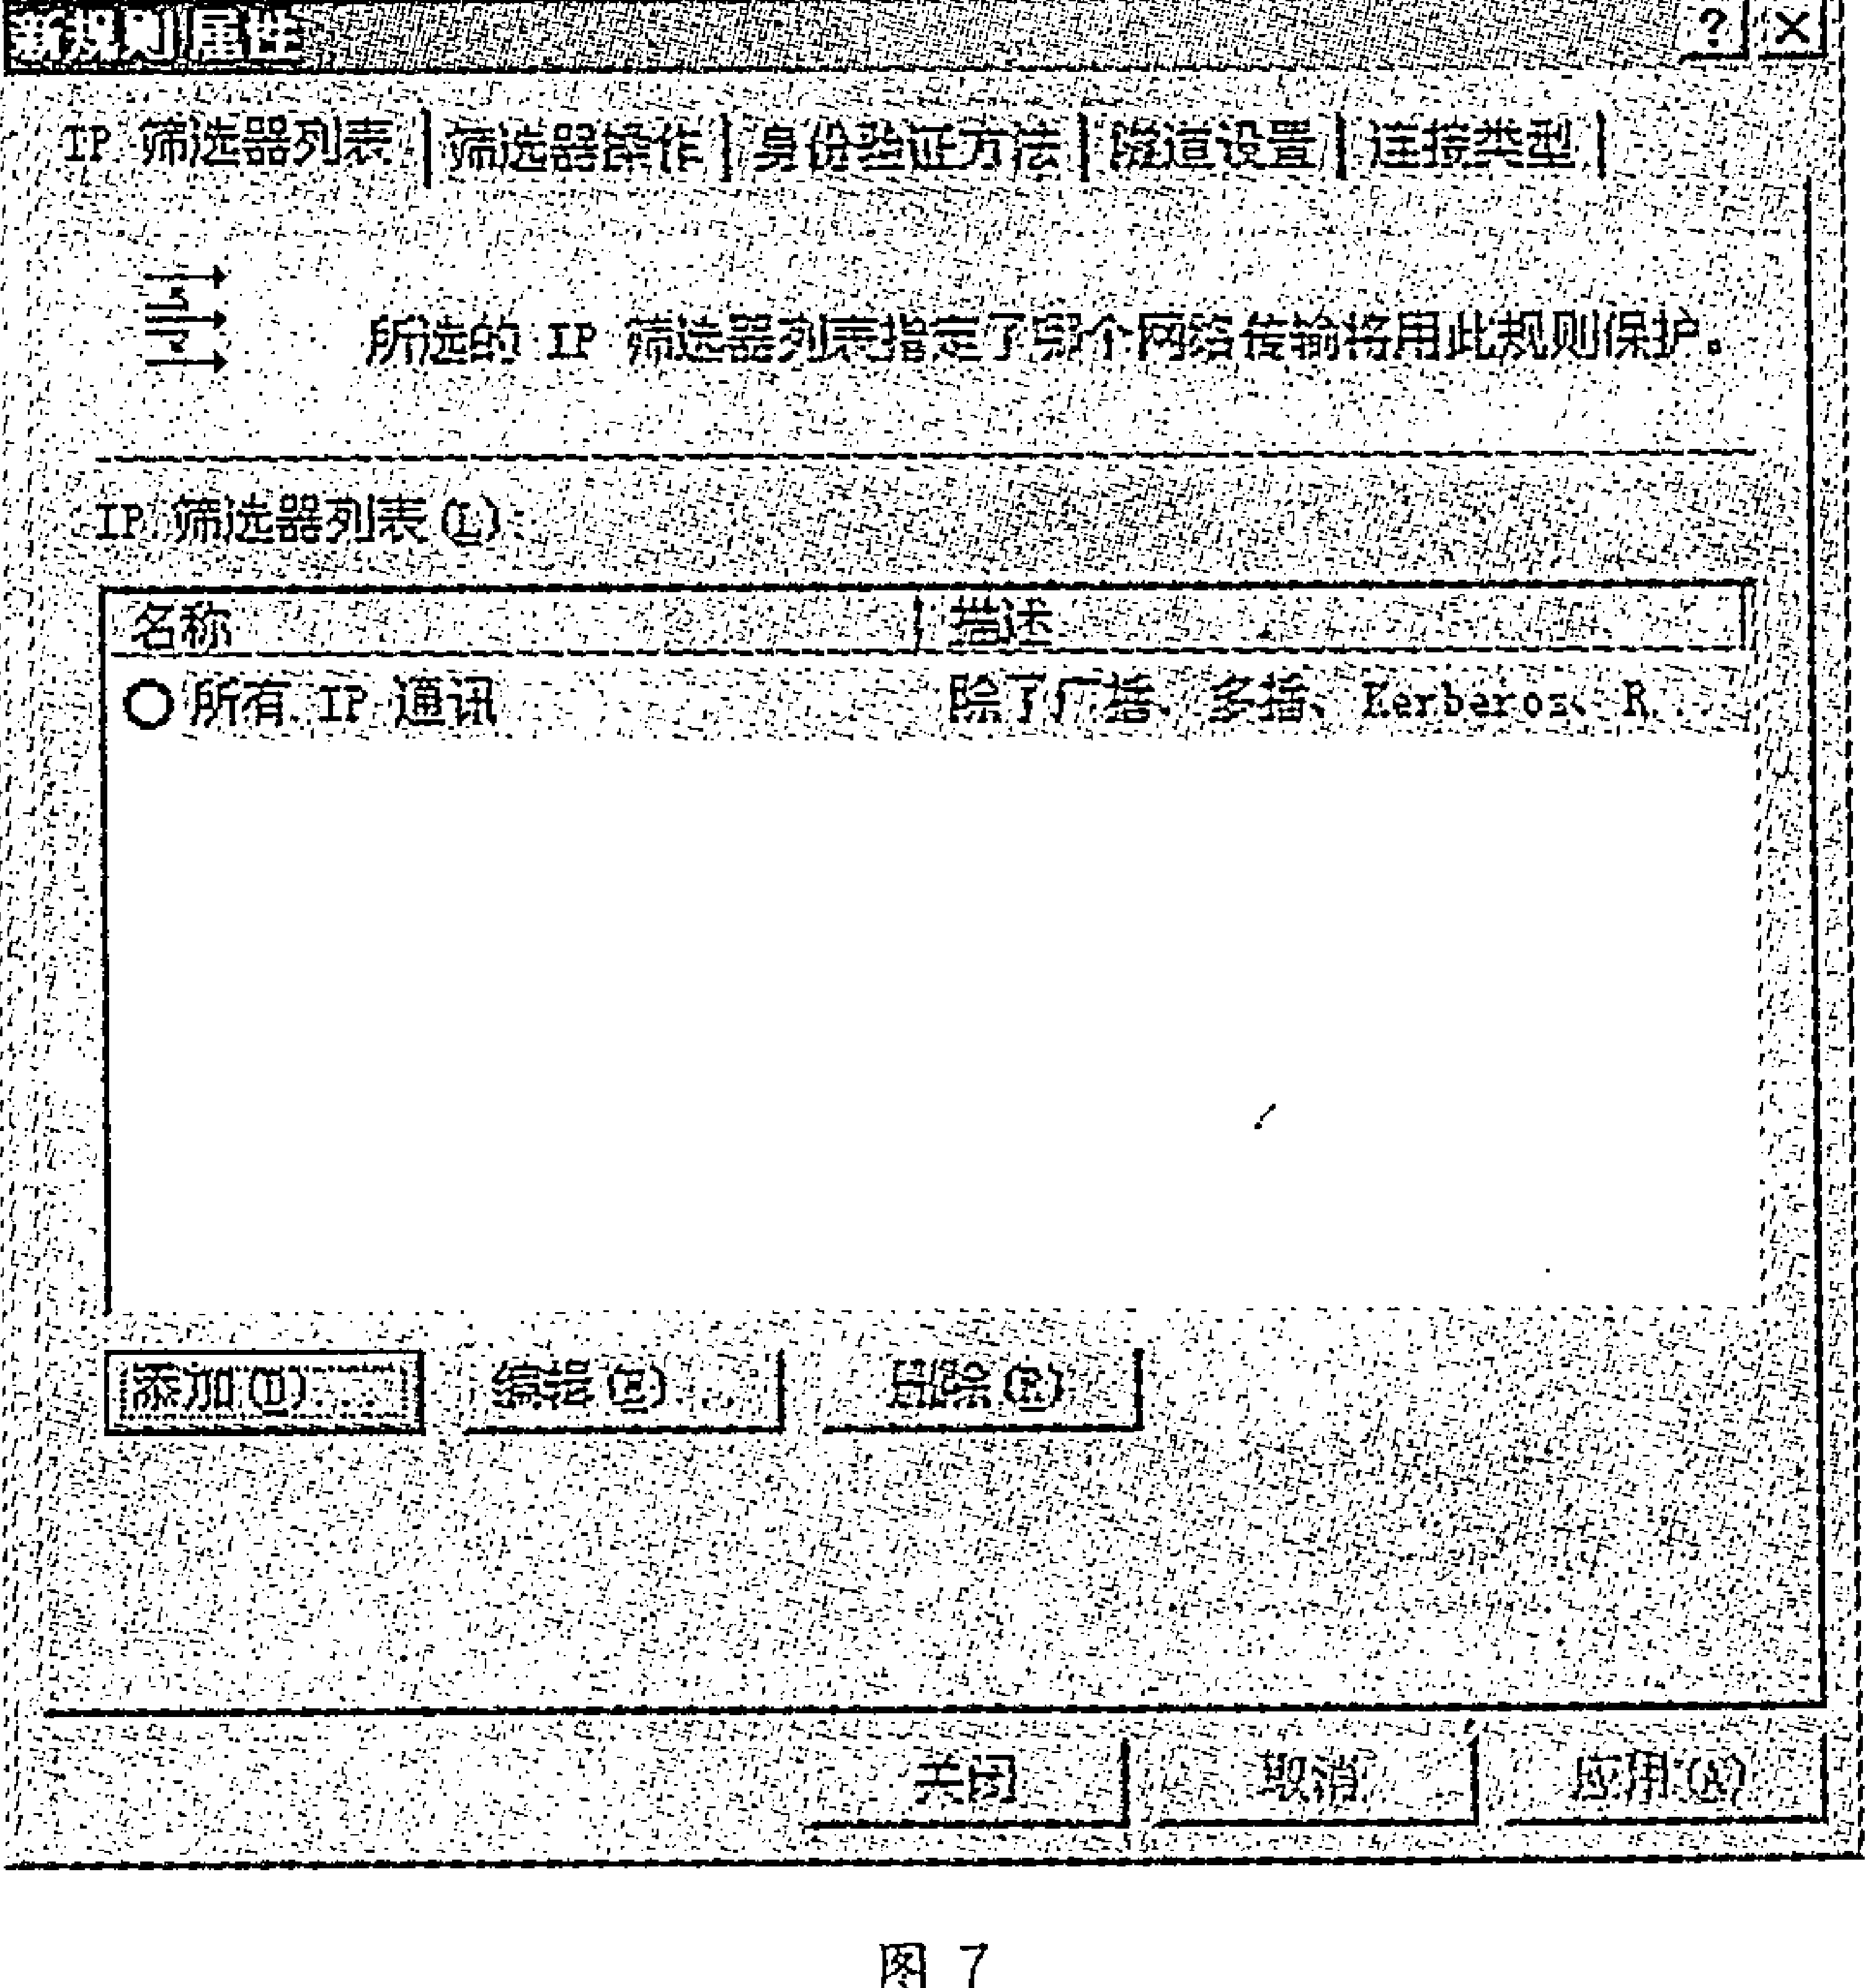 新规则 属性
IP 筛选器列表 筛选器操作 身份验证方法 隧道设置 连接类型
所选的 IP 筛选器列表指定了哪个网络传输将用此规则保护。
IP 筛选器列表(L):
名称 描述
所有 IP 通讯 除了广播、多播、Kerberos、R...
添加(D)... 编辑(E)... 删除(R)
关闭 取消 应用(A)
图 7